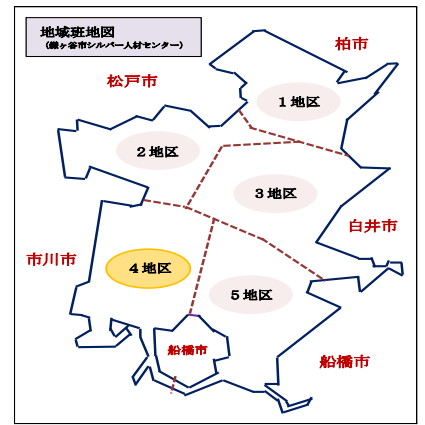 地域班地図
（鎌ヶ谷市シルバー人材センター）
柏市
松戸市
1地区
2地区
3地区
白井市
市川市
4地区
5地区
船橋市
船橋市